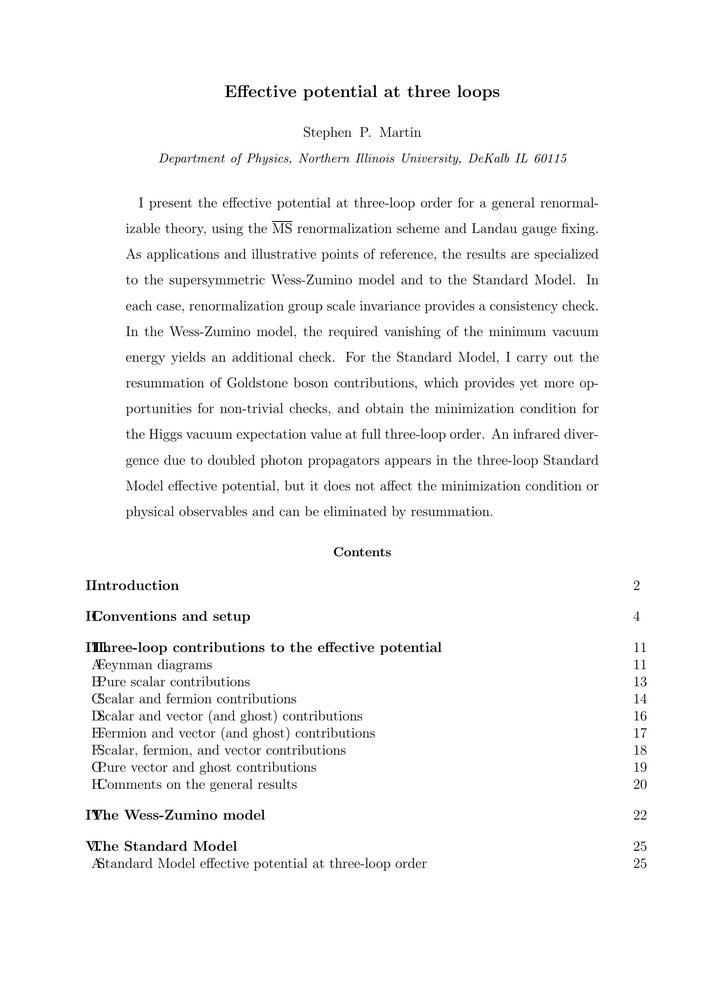 Effective potential at three loops
Stephen P. Martin
Department of Physics, Northern Illinois University, DeKalb IL 60115
I present the effective potential at three-loop order for a general renormal-
izable theory, using the M̅S̅ renormalization scheme and Landau gauge fixing.
As applications and illustrative points of reference, the results are specialized
to the supersymmetric Wess-Zumino model and to the Standard Model. In
each case, renormalization group scale invariance provides a consistency check.
In the Wess-Zumino model, the required vanishing of the minimum vacuum
energy yields an additional check. For the Standard Model, I carry out the
resummation of Goldstone boson contributions, which provides yet more op-
portunities for non-trivial checks, and obtain the minimization condition for
the Higgs vacuum expectation value at full three-loop order. An infrared diver-
gence due to doubled photon propagators appears in the three-loop Standard
Model effective potential, but it does not affect the minimization condition or
physical observables and can be eliminated by resummation.
Contents
I. Introduction 2
II. Conventions and setup 4
III. Three-loop contributions to the effective potential 11
A. Feynman diagrams 11
B. Pure scalar contributions 13
C. Scalar and fermion contributions 14
D. Scalar and vector (and ghost) contributions 16
E. Fermion and vector (and ghost) contributions 17
F. Scalar, fermion, and vector contributions 18
G. Pure vector and ghost contributions 19
H. Comments on the general results 20
IV. The Wess-Zumino model 22
V. The Standard Model 25
A. Standard Model effective potential at three-loop order 25